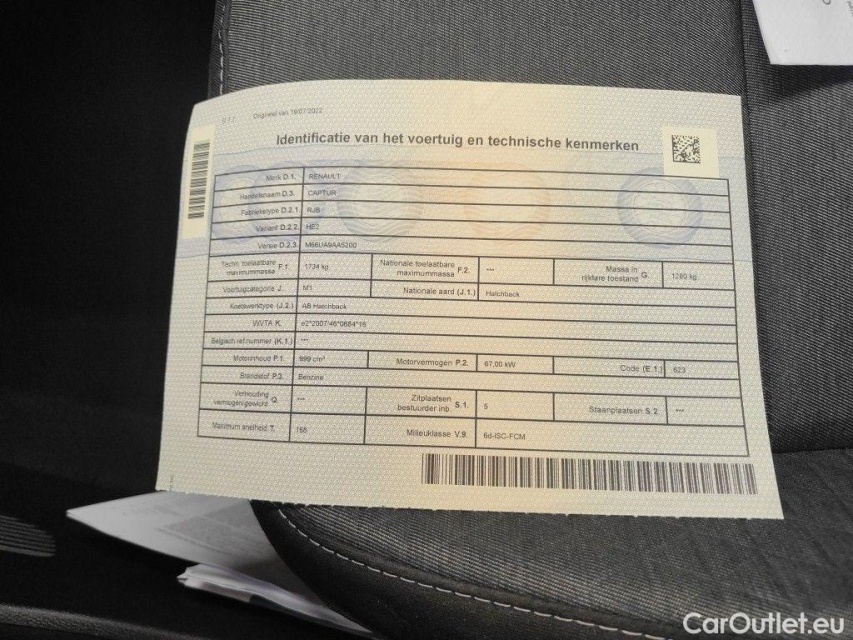 Origineel van 18/07/2022
Identificatie van het voertuig en technische kenmerken
Merk D.1. RENAULT
Handelsnaam D.3. CAPTUR
Fabriekstype D.2.1. RJB
Variant D.2.2. HE2
Versie D.2.3. M66UA9AA5200
Techn. toelaatbare maximummassa F.1. 1734 kg Nationale toelaatbare maximummassa F.2. --- Massa in rijklare toestand G. 1280 kg
Voertuigcategorie J. M1 Nationale aard (J.1.) Hatchback
Koetswerktype (J.2.) AB Hatchback
WVTA K. e2*2007/46*0684*16
Belgisch ref.nummer (K.1.) ---
Motorinhoud P.1. 999 cm³ Motorvermogen P.2. 67,00 kW Code (E.1.) 623
Brandstof P.3. Benzine
Verhouding vermogen/gewicht Q. --- Zitplaatsen bestuurder inb. S.1. 5 Staanplaatsen S.2. ---
Maximum snelheid T. 168 Milieuklasse V.9. 6d-ISC-FCM
CarOutlet.eu